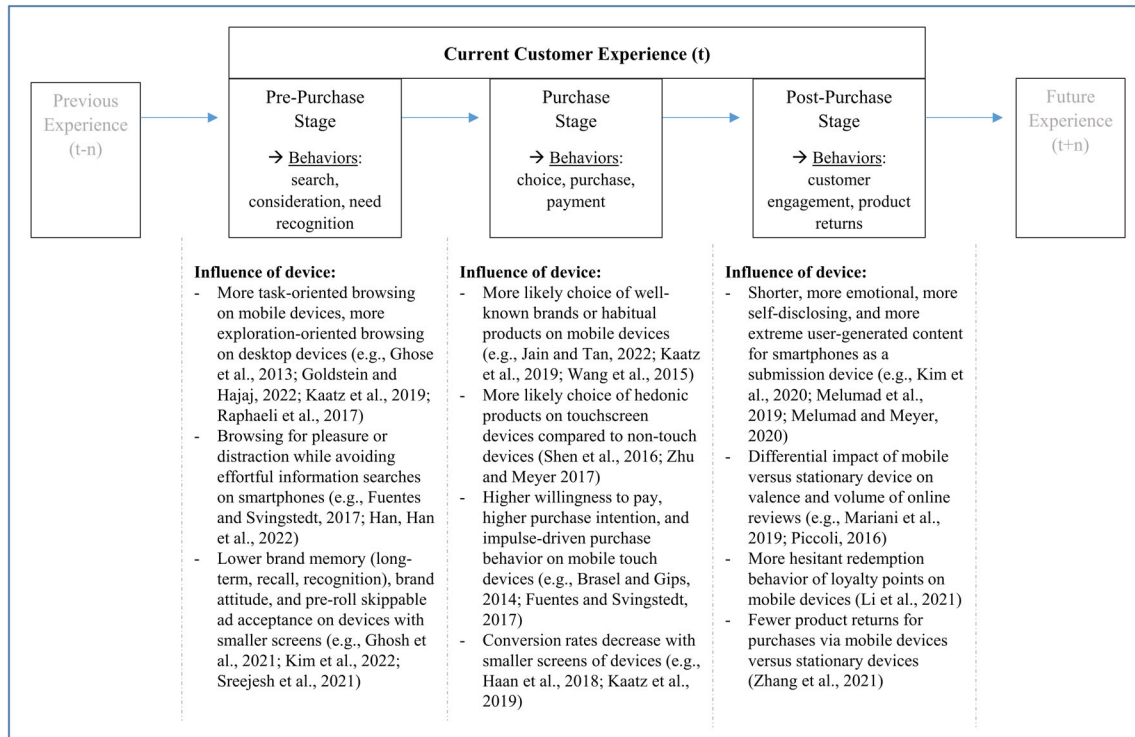 Current Customer Experience (t)
Previous
Experience
(t-n)
Pre-Purchase
Stage
→ Behaviors:
search,
consideration, need
recognition
Purchase
Stage
→ Behaviors:
choice, purchase,
payment
Post-Purchase
Stage
→ Behaviors:
customer
engagement, product
returns
Future
Experience
(t+n)
Influence of device:
- More task-oriented browsing
on mobile devices, more
exploration-oriented browsing
on desktop devices (e.g., Ghose
et al., 2013; Goldstein and
Hajaj, 2022; Kaatz et al., 2019;
Raphaeli et al., 2017)
- Browsing for pleasure or
distraction while avoiding
effortful information searches
on smartphones (e.g., Fuentes
and Svingstedt, 2017; Han, Han
et al., 2022)
- Lower brand memory (long-
term, recall, recognition), brand
attitude, and pre-roll skippable
ad acceptance on devices with
smaller screens (e.g., Ghosh et
al., 2021; Kim et al., 2022;
Sreejesh et al., 2021)
Influence of device:
- More likely choice of well-
known brands or habitual
products on mobile devices
(e.g., Jain and Tan, 2022; Kaatz
et al., 2019; Wang et al., 2015)
- More likely choice of hedonic
products on touchscreen
devices compared to non-touch
devices (Shen et al., 2016; Zhu
and Meyer 2017)
- Higher willingness to pay,
higher purchase intention, and
impulse-driven purchase
behavior on mobile touch
devices (e.g., Brasel and Gips,
2014; Fuentes and Svingstedt,
2017)
- Conversion rates decrease with
smaller screens of devices (e.g.,
Haan et al., 2018; Kaatz et al.,
2019)
Influence of device:
- Shorter, more emotional, more
self-disclosing, and more
extreme user-generated content
for smartphones as a
submission device (e.g., Kim et
al., 2020; Melumad et al.,
2019; Melumad and Meyer,
2020)
- Differential impact of mobile
versus stationary device on
valence and volume of online
reviews (e.g., Mariani et al.,
2019; Piccoli, 2016)
- More hesitant redemption
behavior of loyalty points on
mobile devices (Li et al., 2021)
- Fewer product returns for
purchases via mobile devices
versus stationary devices
(Zhang et al., 2021)